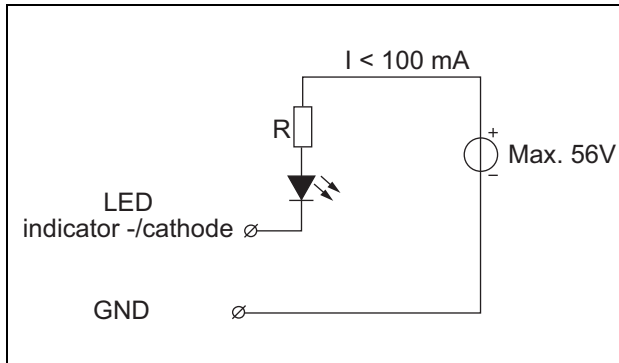 I < 100 mA
R
+
Max. 56V
–
LED
indicator -/cathode
GND